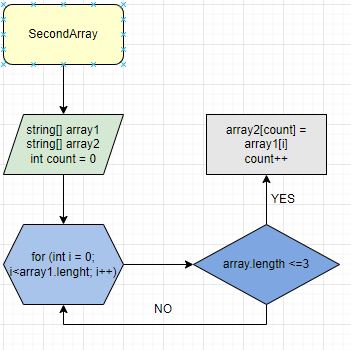 SecondArray
string[] array1
string[] array2
int count = 0
array2[count] =
array1[i]
count++
YES
for (int i = 0;
i<array1.lenght; i++)
array.length <=3
NO